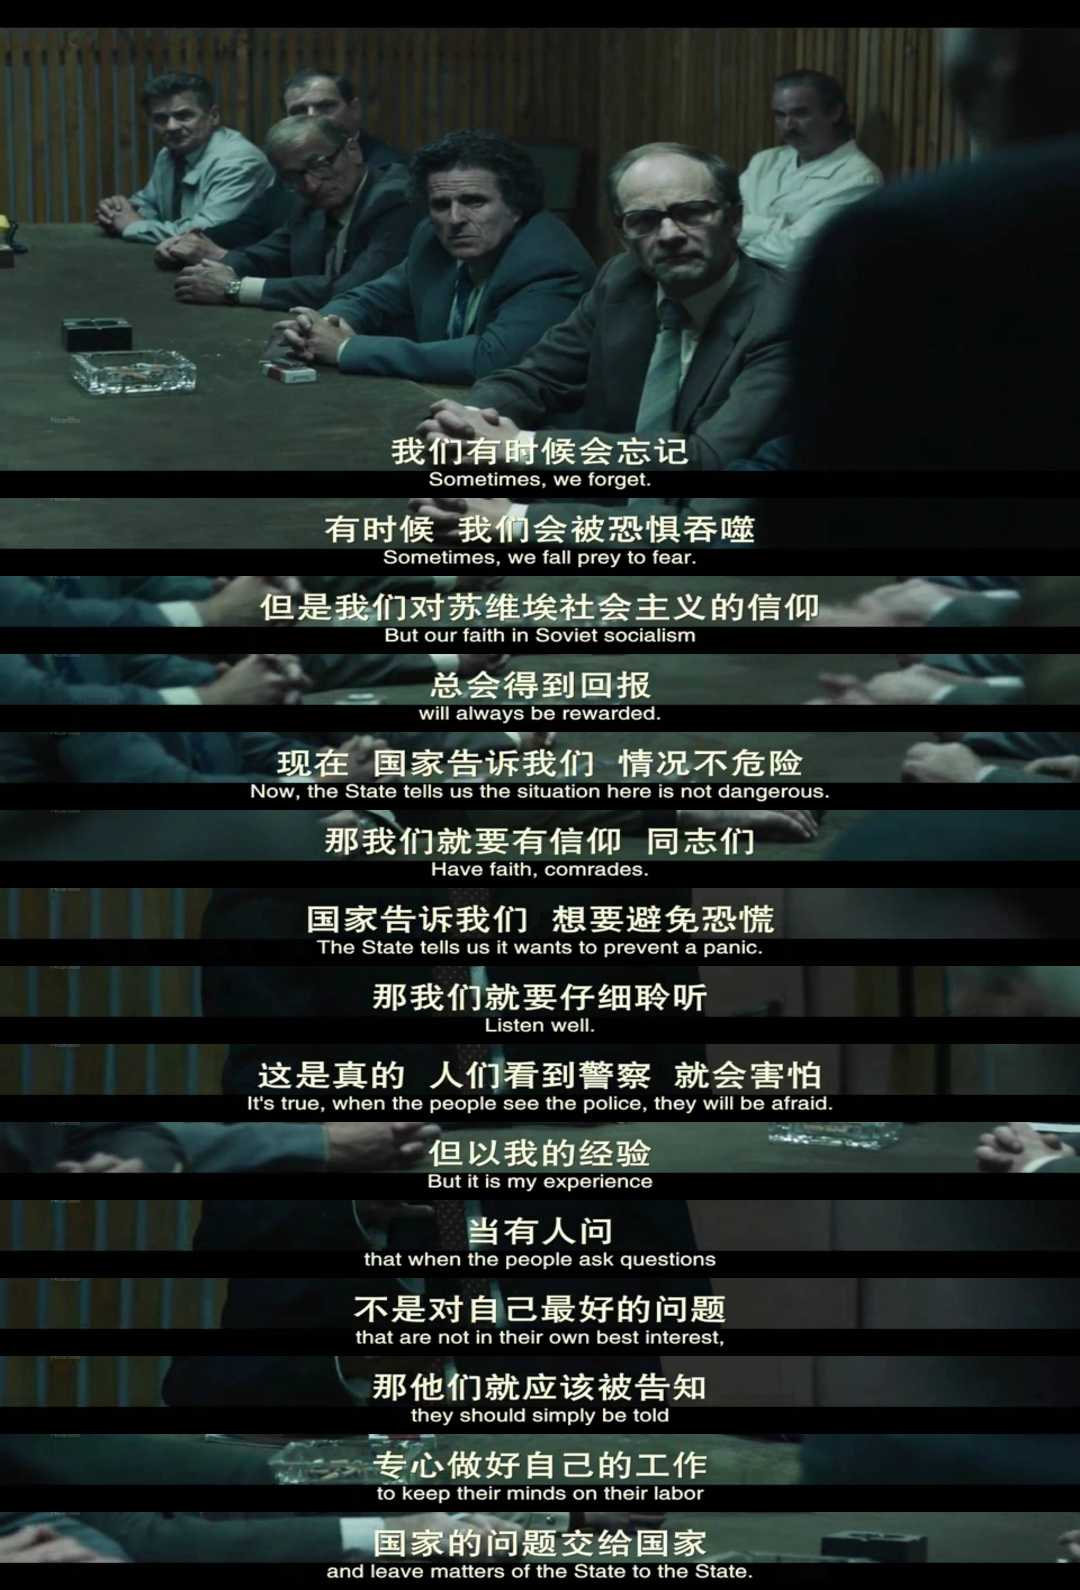 我们有时候会忘记
Sometimes, we forget.
有时候 我们会被恐惧吞噬
Sometimes, we fall prey to fear.
但是我们对苏维埃社会主义的信仰
But our faith in Soviet socialism
总会得到回报
will always be rewarded.
现在 国家告诉我们 情况不危险
Now, the State tells us the situation here is not dangerous.
那我们就要有信仰 同志们
Have faith, comrades.
国家告诉我们 想要避免恐慌
The State tells us it wants to prevent a panic.
那我们就要仔细聆听
Listen well.
这是真的 人们看到警察 就会害怕
It's true, when the people see the police, they will be afraid.
但以我的经验
But it is my experience
当有人问
that when the people ask questions
不是对自己最好的问题
that are not in their own best interest,
那他们就应该被告知
they should simply be told
专心做好自己的工作
to keep their minds on their labor
国家的问题交给国家
and leave matters of the State to the State.